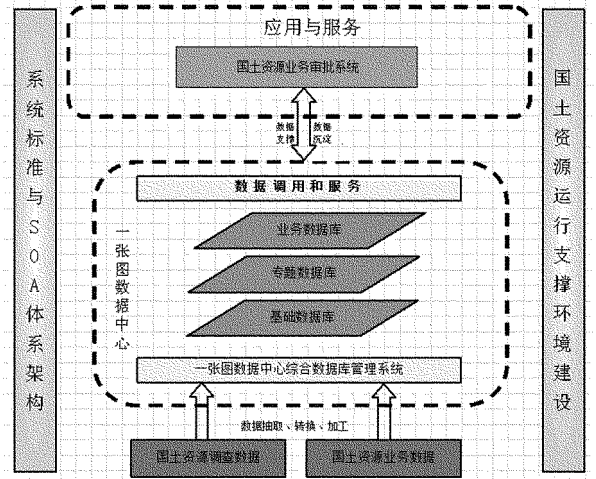 应用与服务
国土资源业务审批系统
数据支撑
数据沉淀
系统标准与SOA体系架构
国土资源运行支撑环境建设
一张图数据中心
数据调用和服务
业务数据库
专题数据库
基础数据库
一张图数据中心综合数据库管理系统
数据抽取、转换、加工
国土资源调查数据
国土资源业务数据